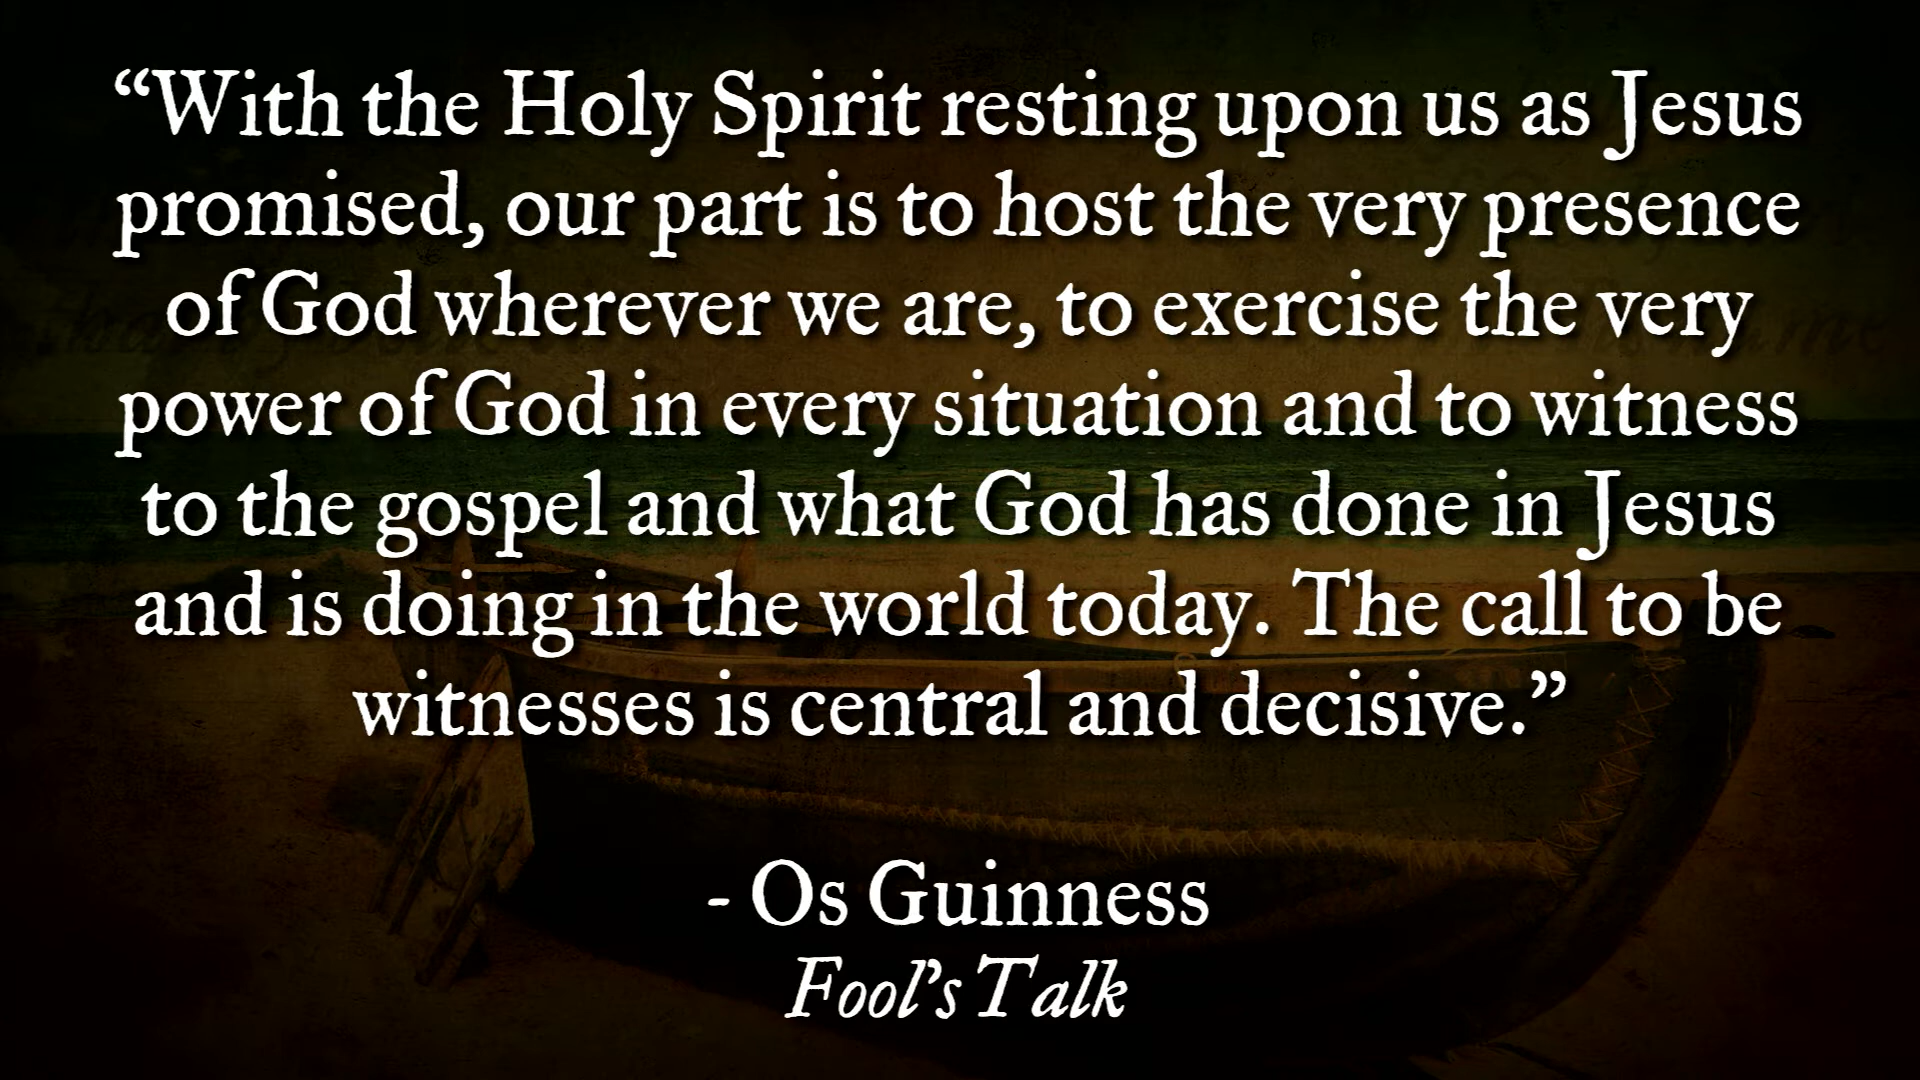 “With the Holy Spirit resting upon us as Jesus
promised, our part is to host the very presence
of God wherever we are, to exercise the very
power of God in every situation and to witness
to the gospel and what God has done in Jesus
and is doing in the world today. The call to be
witnesses is central and decisive.”
- Os Guinness
Fool’s Talk